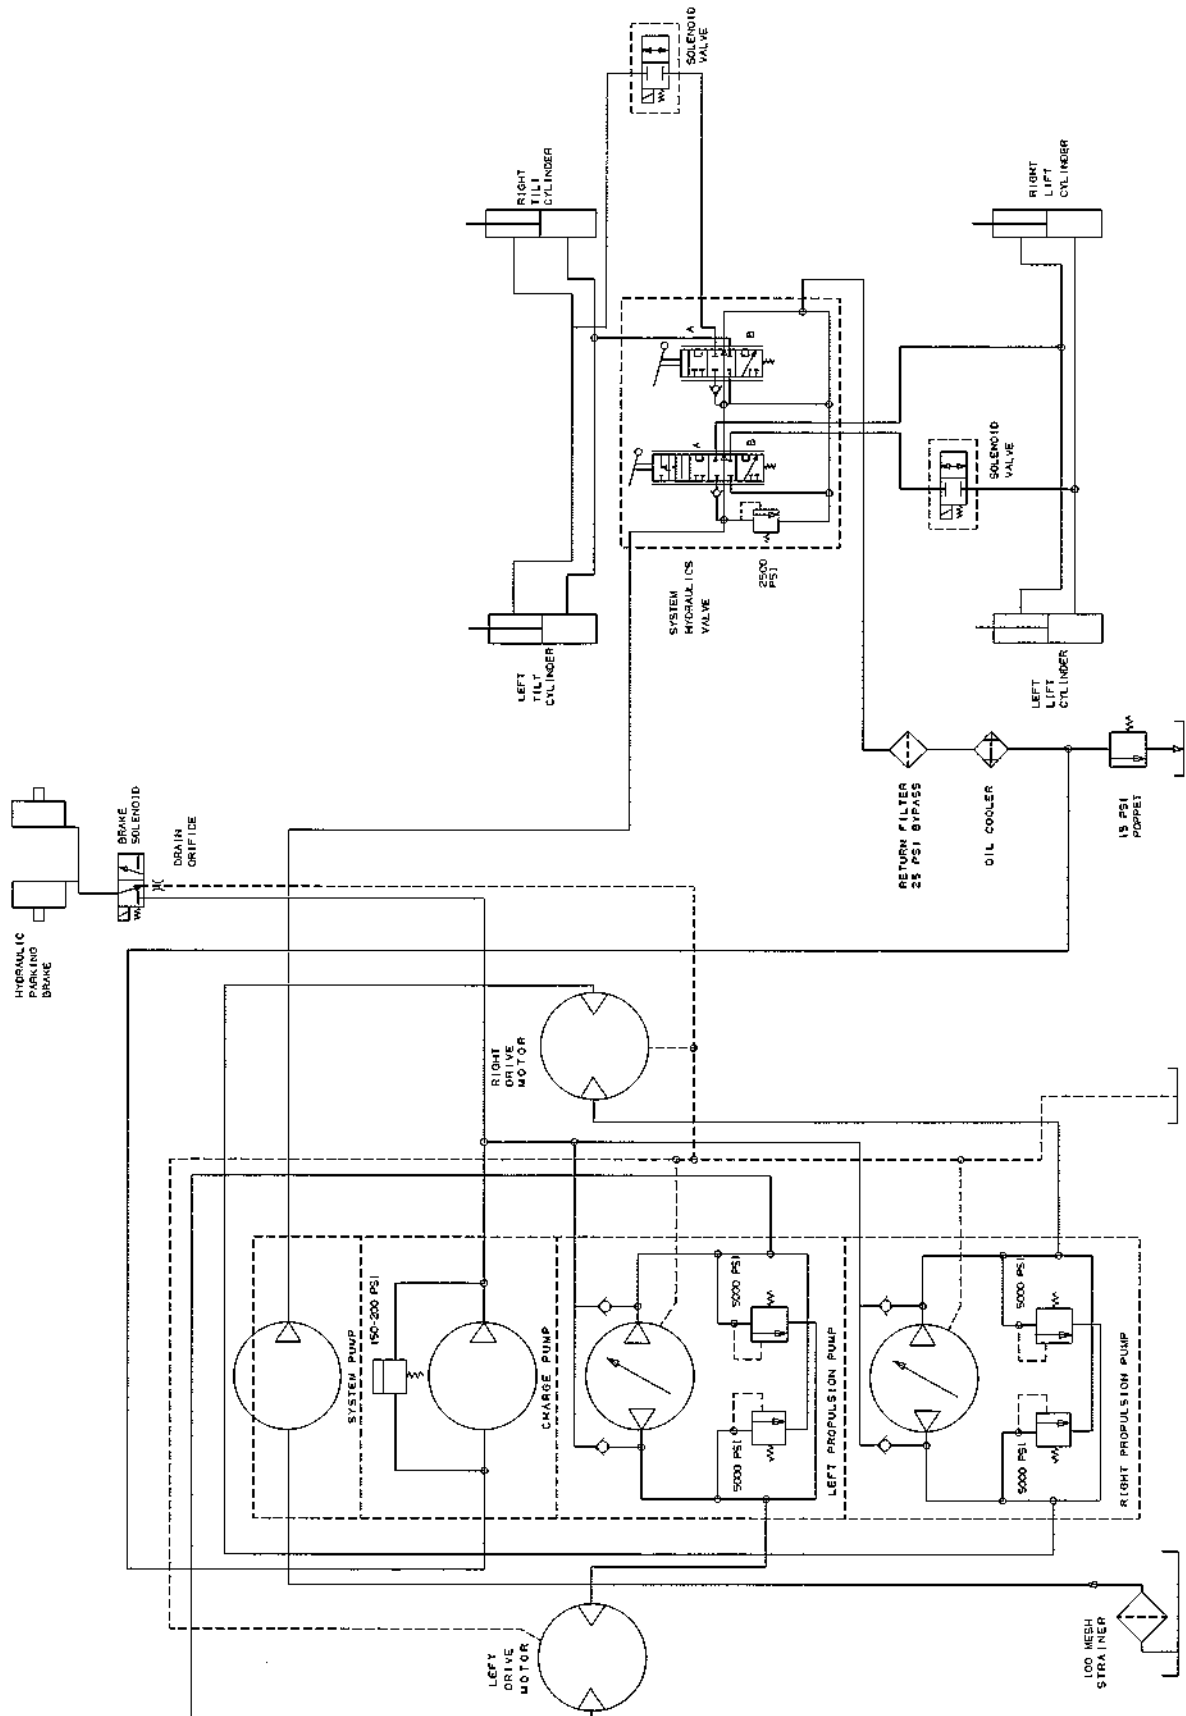 SOLENOID
VALVE
RIGHT
TILT
CYLINDER
RIGHT
LIFT
CYLINDER
A
B
A
B
SOLENOID
VALVE
2500
PSI
SYSTEM
HYDRAULICS
VALVE
LEFT
TILT
CYLINDER
LEFT
LIFT
CYLINDER
BRAKE
SOLENOID
DRAIN
ORIFICE
HYDRAULIC
PARKING
BRAKE
RETURN FILTER
25 PSI BYPASS
OIL COOLER
15 PSI
POPPET
RIGHT
DRIVE
MOTOR
SYSTEM PUMP
150-200 PSI
CHARGE PUMP
5000 PSI
5000 PSI
LEFT PROPULSION PUMP
5000 PSI
5000 PSI
RIGHT PROPULSION PUMP
LEFT
DRIVE
MOTOR
100 MESH
STRAINER